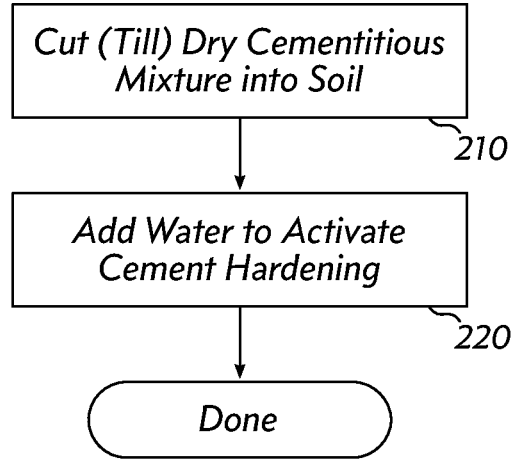 Cut (Till) Dry Cementitious
Mixture into Soil
210
Add Water to Activate
Cement Hardening
220
Done